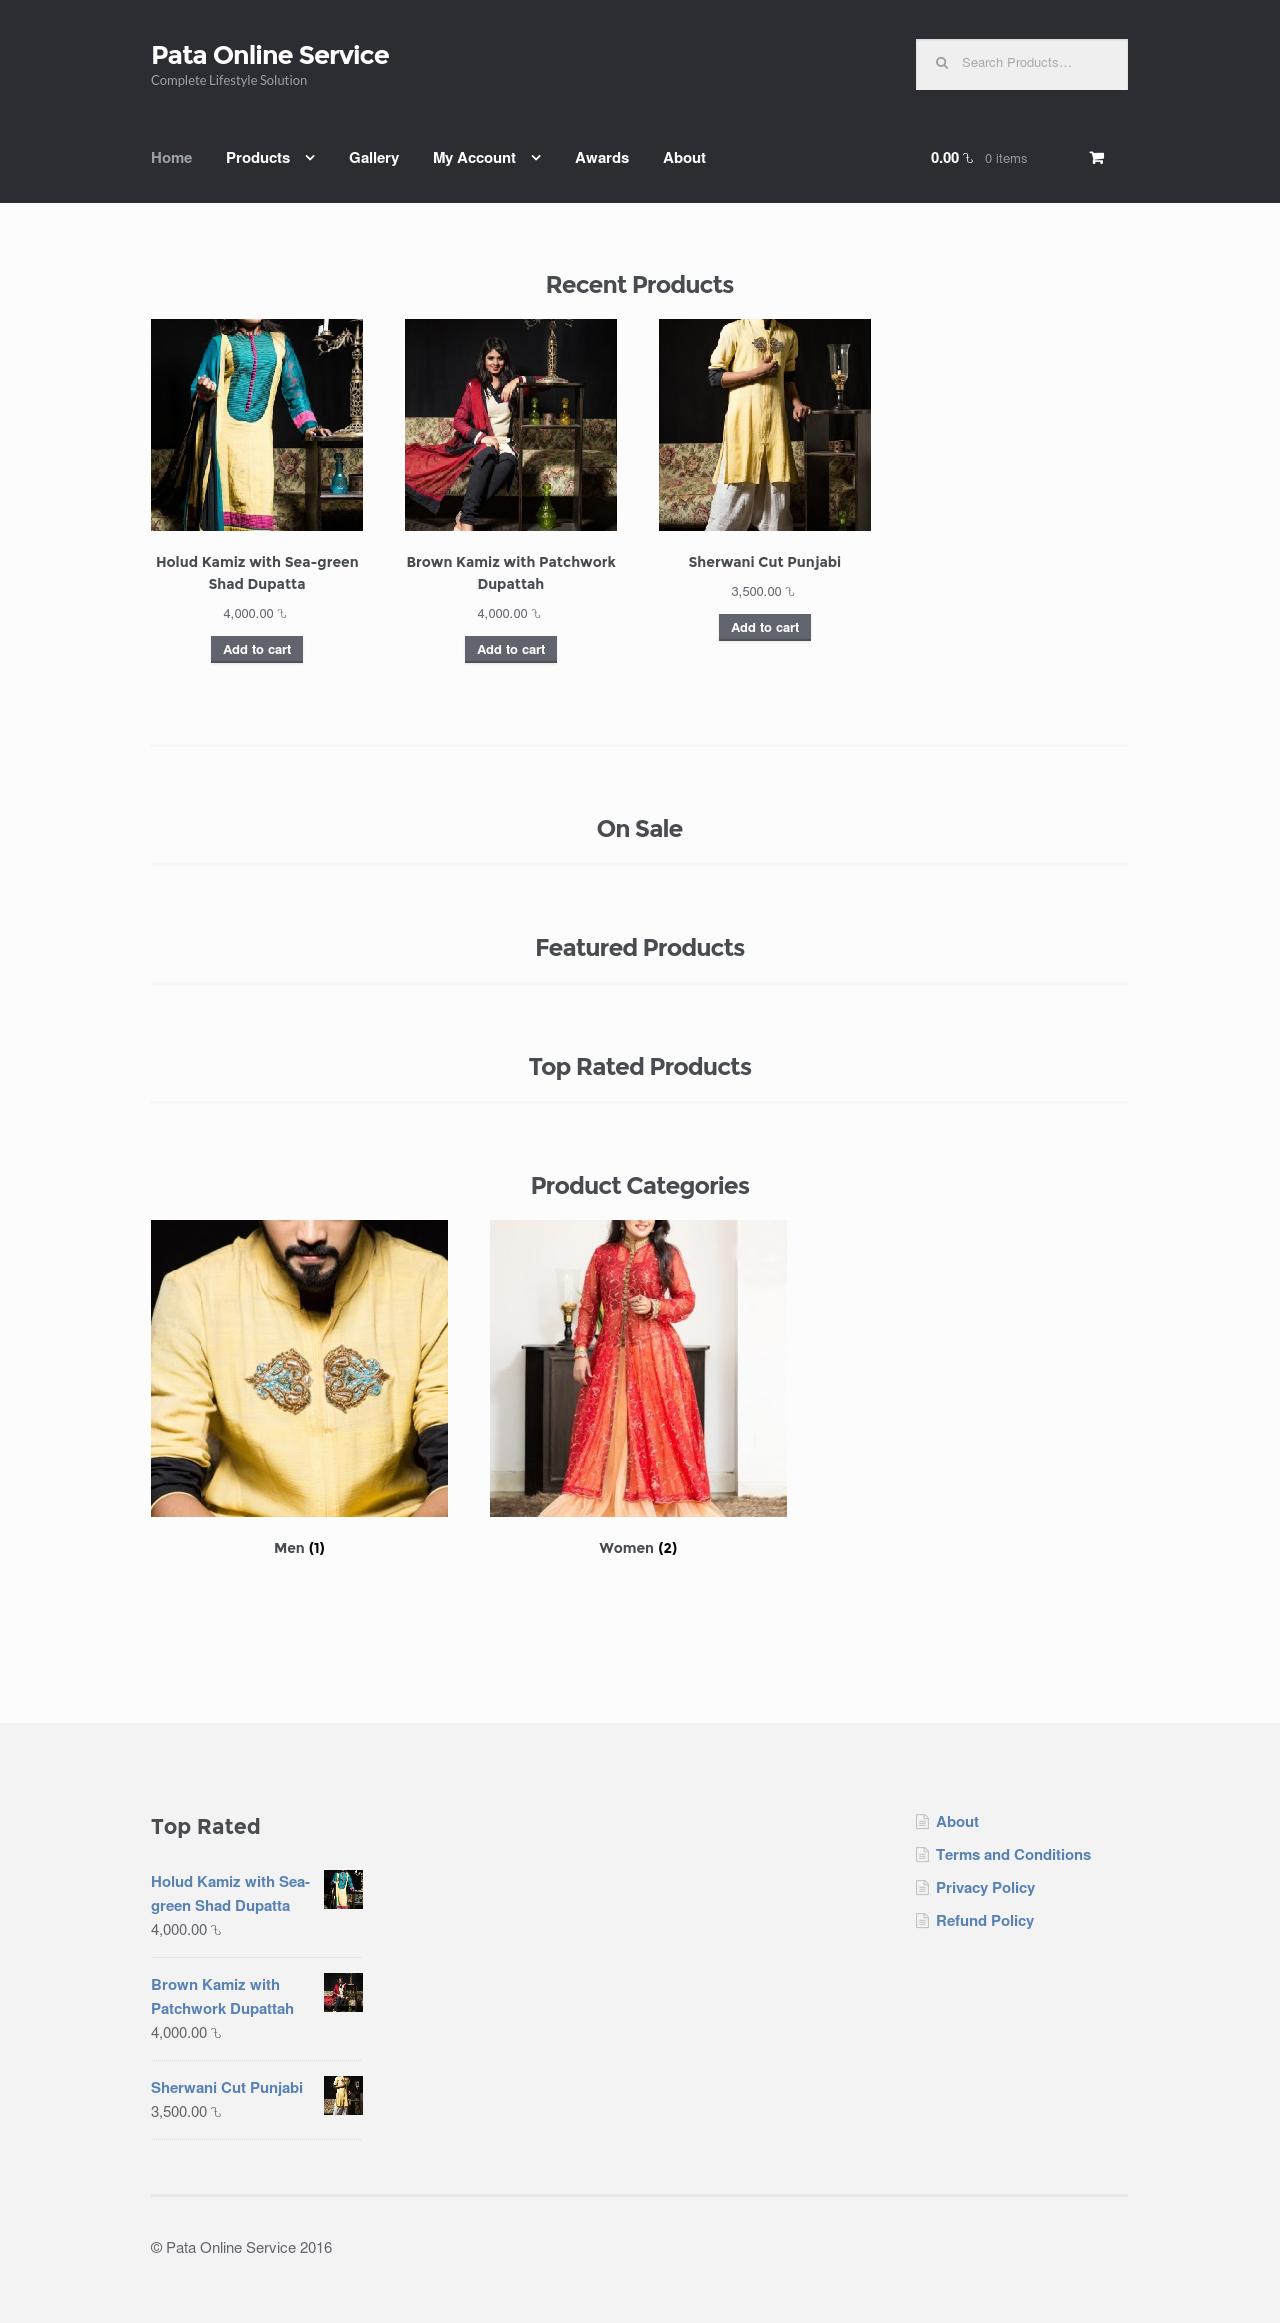 Pata Online Service
Complete Lifestyle Solution
Search Products…
Home Products Gallery My Account Awards About
0.00 ৳ 0 items
Recent Products
Holud Kamiz with Sea-green
Shad Dupatta
4,000.00 ৳
Add to cart
Brown Kamiz with Patchwork
Dupattah
4,000.00 ৳
Add to cart
Sherwani Cut Punjabi
3,500.00 ৳
Add to cart
On Sale
Featured Products
Top Rated Products
Product Categories
Men (1)
Women (2)
Top Rated
Holud Kamiz with Sea-
green Shad Dupatta
4,000.00 ৳
Brown Kamiz with
Patchwork Dupattah
4,000.00 ৳
Sherwani Cut Punjabi
3,500.00 ৳
About
Terms and Conditions
Privacy Policy
Refund Policy
© Pata Online Service 2016